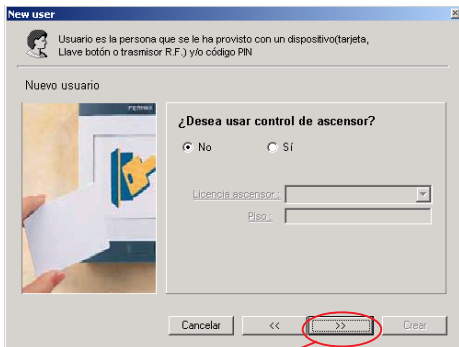 New user
Usuario es la persona que se le ha provisto con un dispositivo(tarjeta,
Llave botón o trasmisor R.F.) y/o código PIN
Nuevo usuario
FERMAX
¿Desea usar control de ascensor?
No Sí
Licencia ascensor :
Piso :
Cancelar << >> Crear